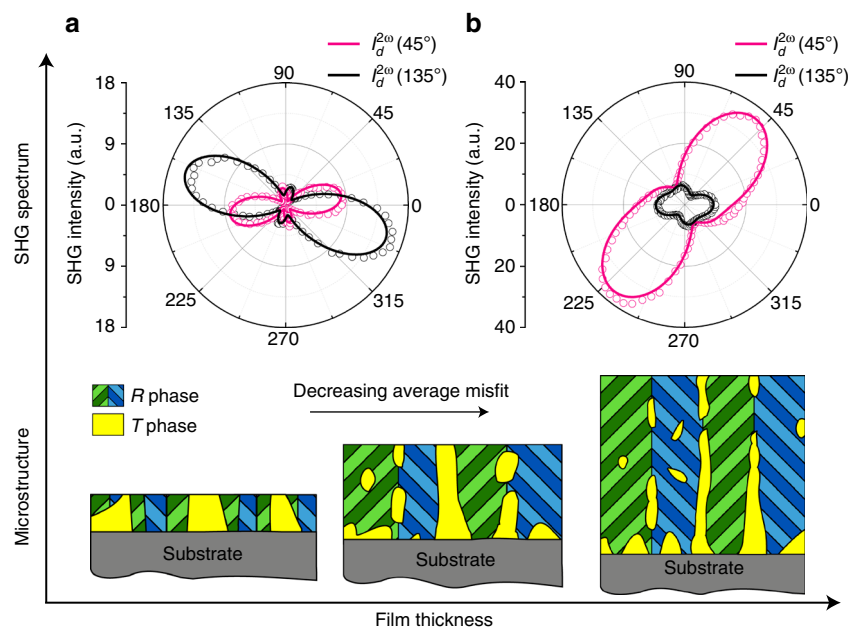 a
I_d^{2ω} (45°)
I_d^{2ω} (135°)
SHG spectrum
SHG intensity (a.u.)
18
9
0
9
18
90
45
0
315
270
225
180
135
b
I_d^{2ω} (45°)
I_d^{2ω} (135°)
SHG intensity (a.u.)
40
20
0
20
40
90
45
0
315
270
225
180
135
Microstructure
R phase
T phase
Decreasing average misfit
Substrate
Substrate
Substrate
Film thickness